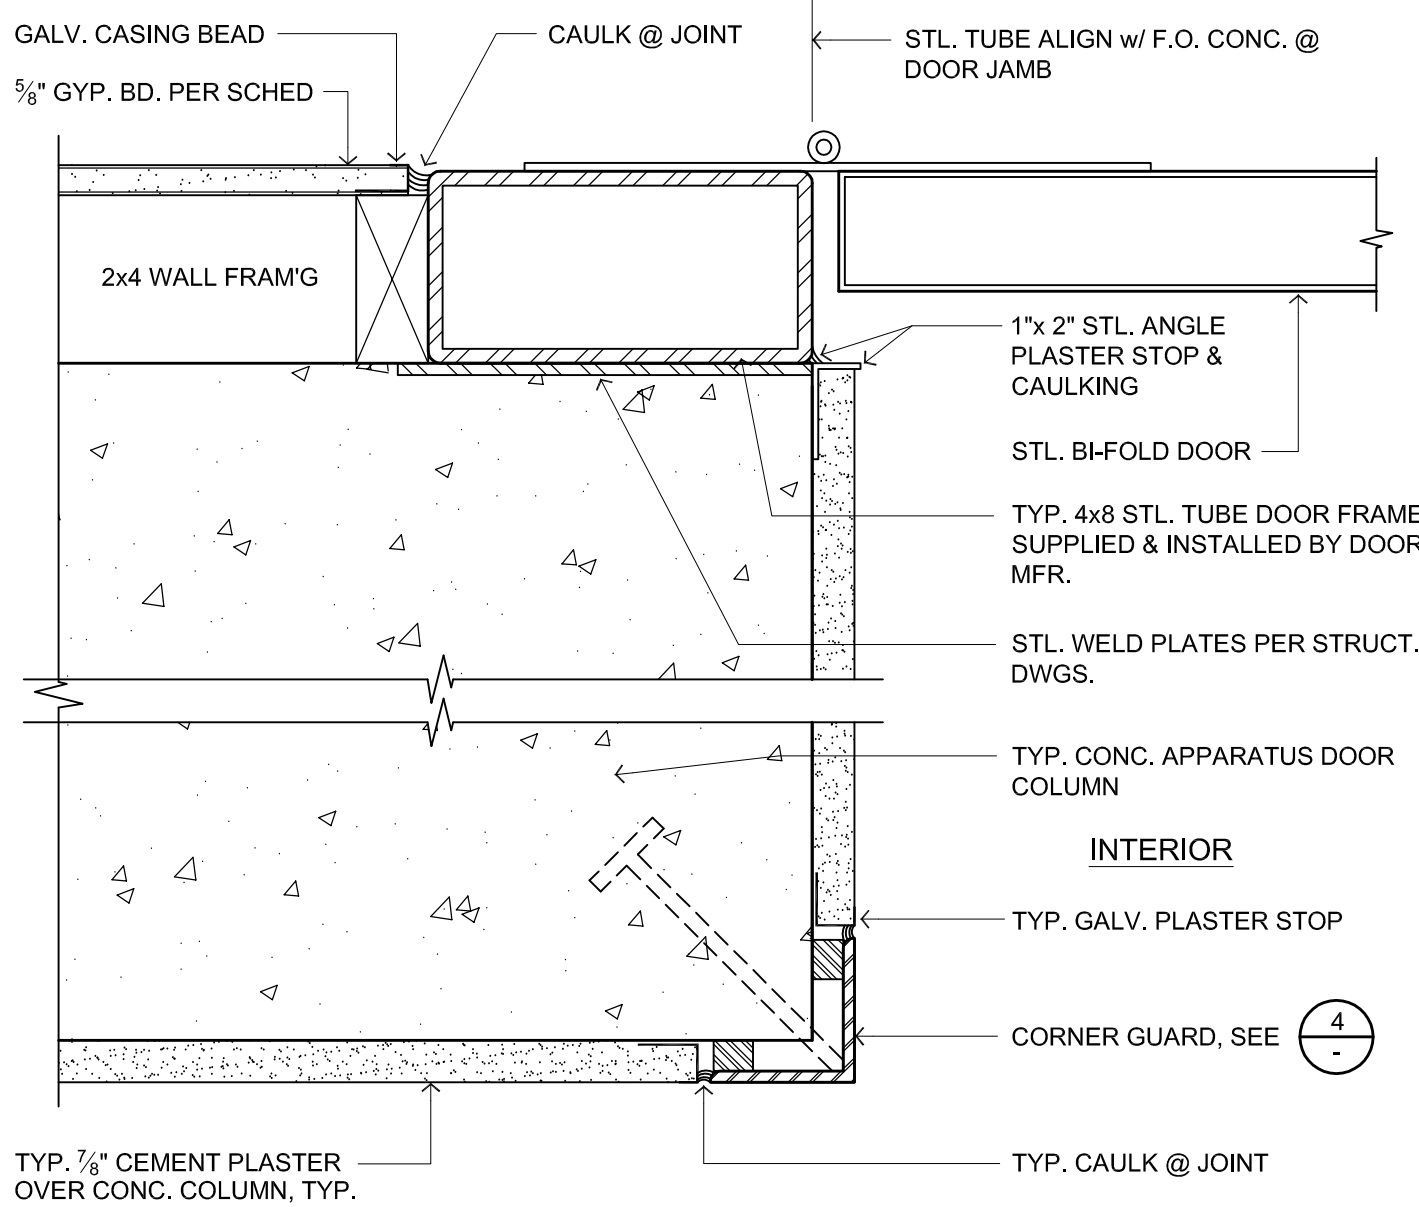 GALV. CASING BEAD
CAULK @ JOINT
STL. TUBE ALIGN w/ F.O. CONC. @
DOOR JAMB
⅝" GYP. BD. PER SCHED
2x4 WALL FRAM'G
1"x 2" STL. ANGLE
PLASTER STOP &
CAULKING
STL. BI-FOLD DOOR
TYP. 4x8 STL. TUBE DOOR FRAME
SUPPLIED & INSTALLED BY DOOR
MFR.
STL. WELD PLATES PER STRUCT.
DWGS.
TYP. CONC. APPARATUS DOOR
COLUMN
INTERIOR
TYP. GALV. PLASTER STOP
CORNER GUARD, SEE
4
-
TYP. ⅞" CEMENT PLASTER
OVER CONC. COLUMN, TYP.
TYP. CAULK @ JOINT